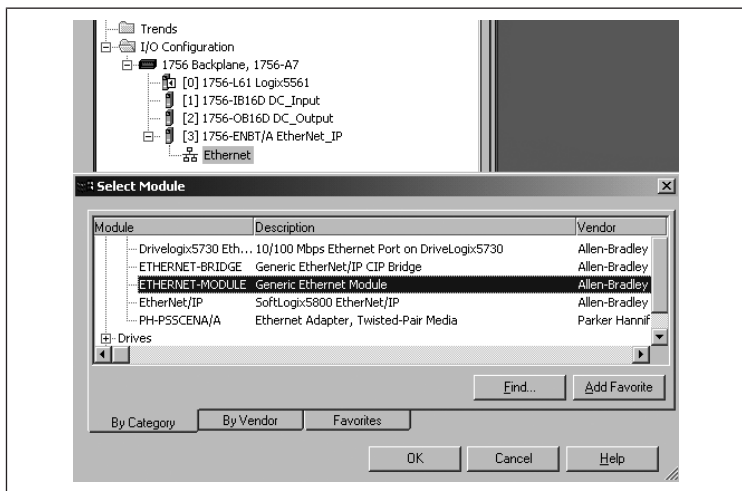 Trends
I/O Configuration
1756 Backplane, 1756-A7
[0] 1756-L61 Logix5561
[1] 1756-IB16D DC_Input
[2] 1756-OB16D DC_Output
[3] 1756-ENBT/A EtherNet_IP
Ethernet
Select Module
Module Description Vendor
Drivelogix5730 Eth... 10/100 Mbps Ethernet Port on DriveLogix5730 Allen-Bradley
ETHERNET-BRIDGE Generic EtherNet/IP CIP Bridge Allen-Bradley
ETHERNET-MODULE Generic Ethernet Module Allen-Bradley
EtherNet/IP SoftLogix5800 EtherNet/IP Allen-Bradley
PH-PSSCENA/A Ethernet Adapter, Twisted-Pair Media Parker Hannif
Drives
Find... Add Favorite
By Category By Vendor Favorites
OK Cancel Help